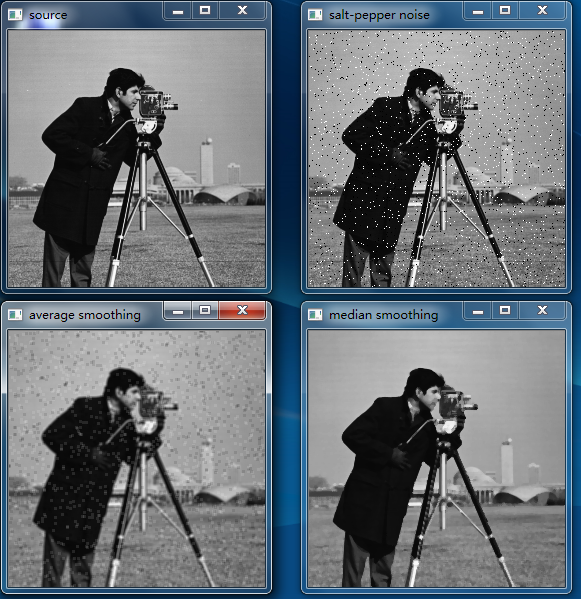 source
salt-pepper noise
average smoothing
median smoothing